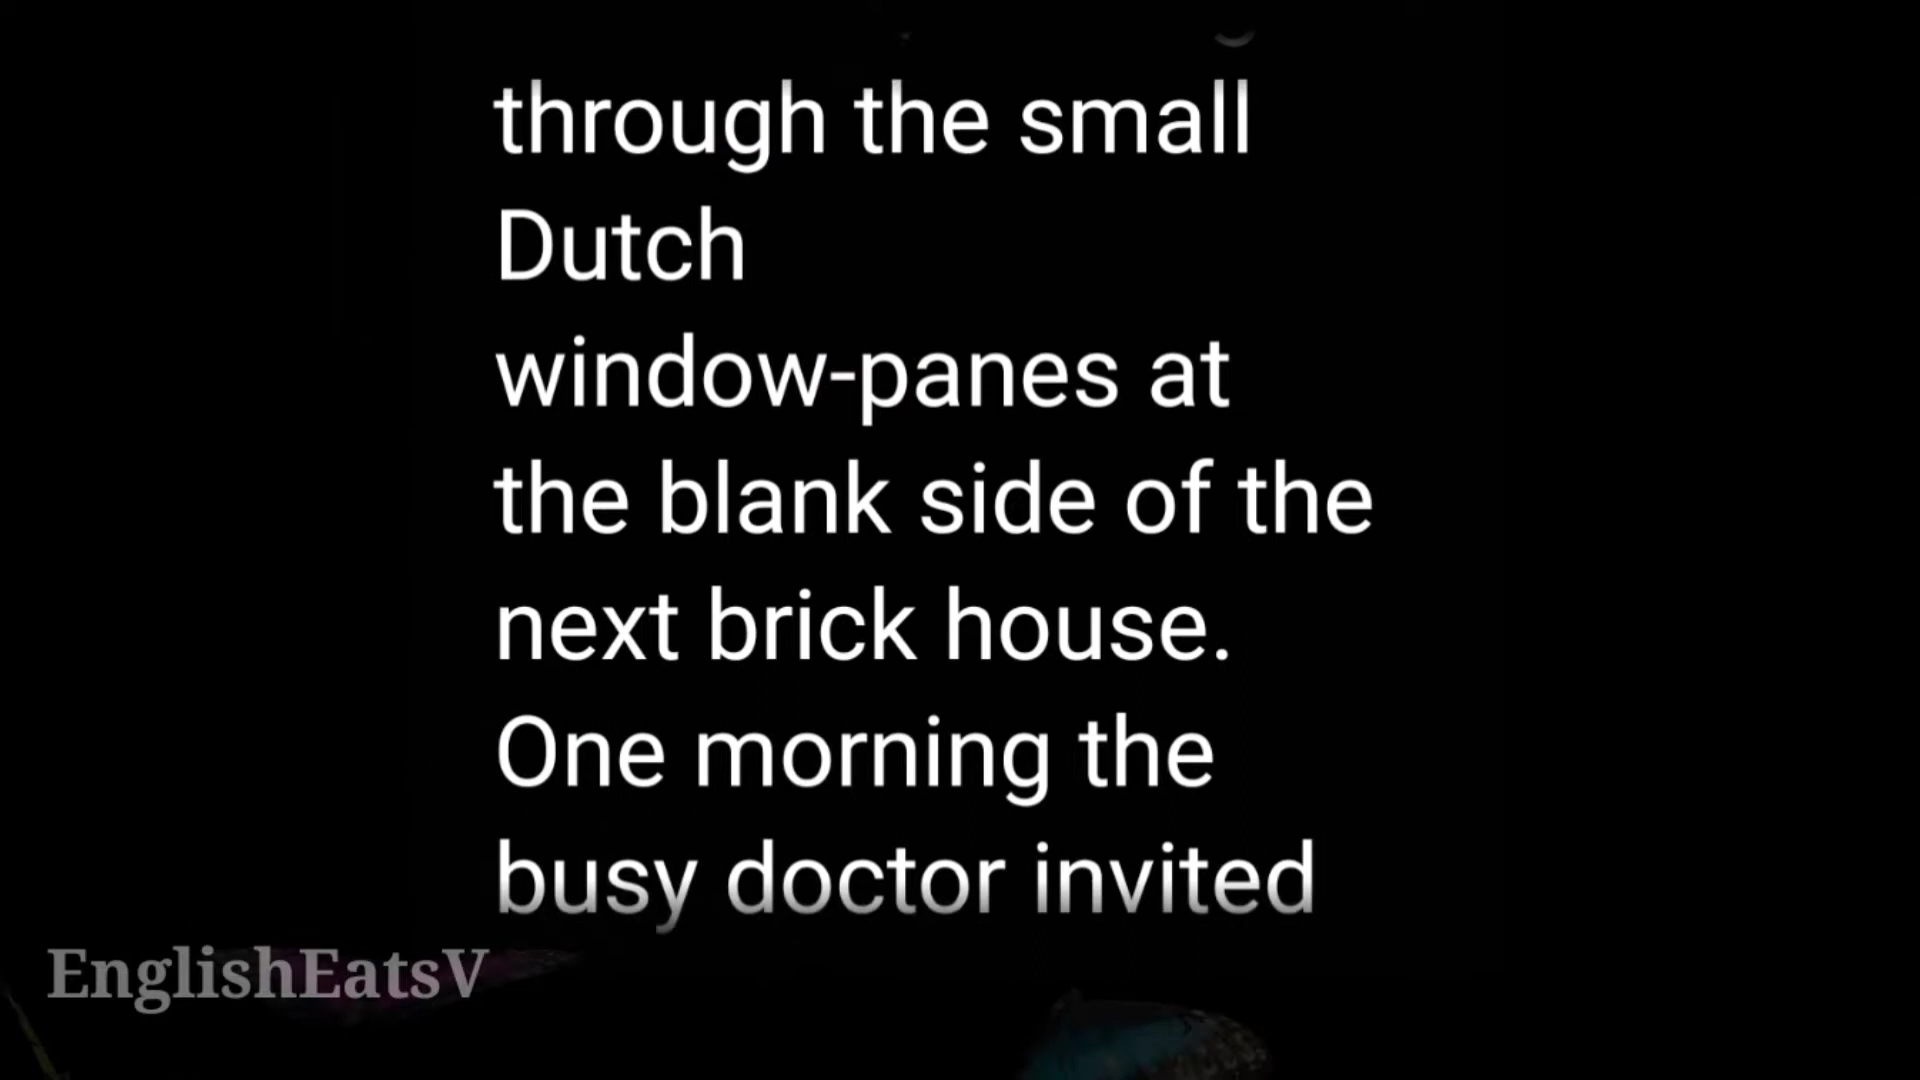 through the small
Dutch
window-panes at
the blank side of the
next brick house.
One morning the
busy doctor invited
EnglishEatsV